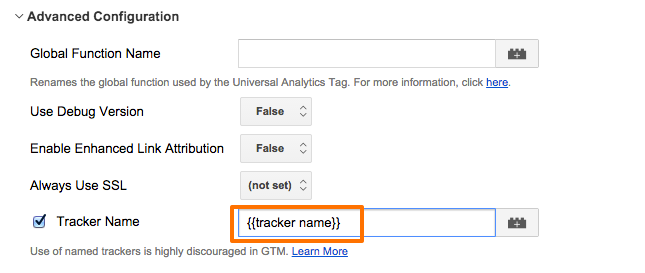 Advanced Configuration
Global Function Name
Renames the global function used by the Universal Analytics Tag. For more information, click here.
Use Debug Version False
Enable Enhanced Link Attribution False
Always Use SSL (not set)
Tracker Name {{tracker name}}
Use of named trackers is highly discouraged in GTM. Learn More